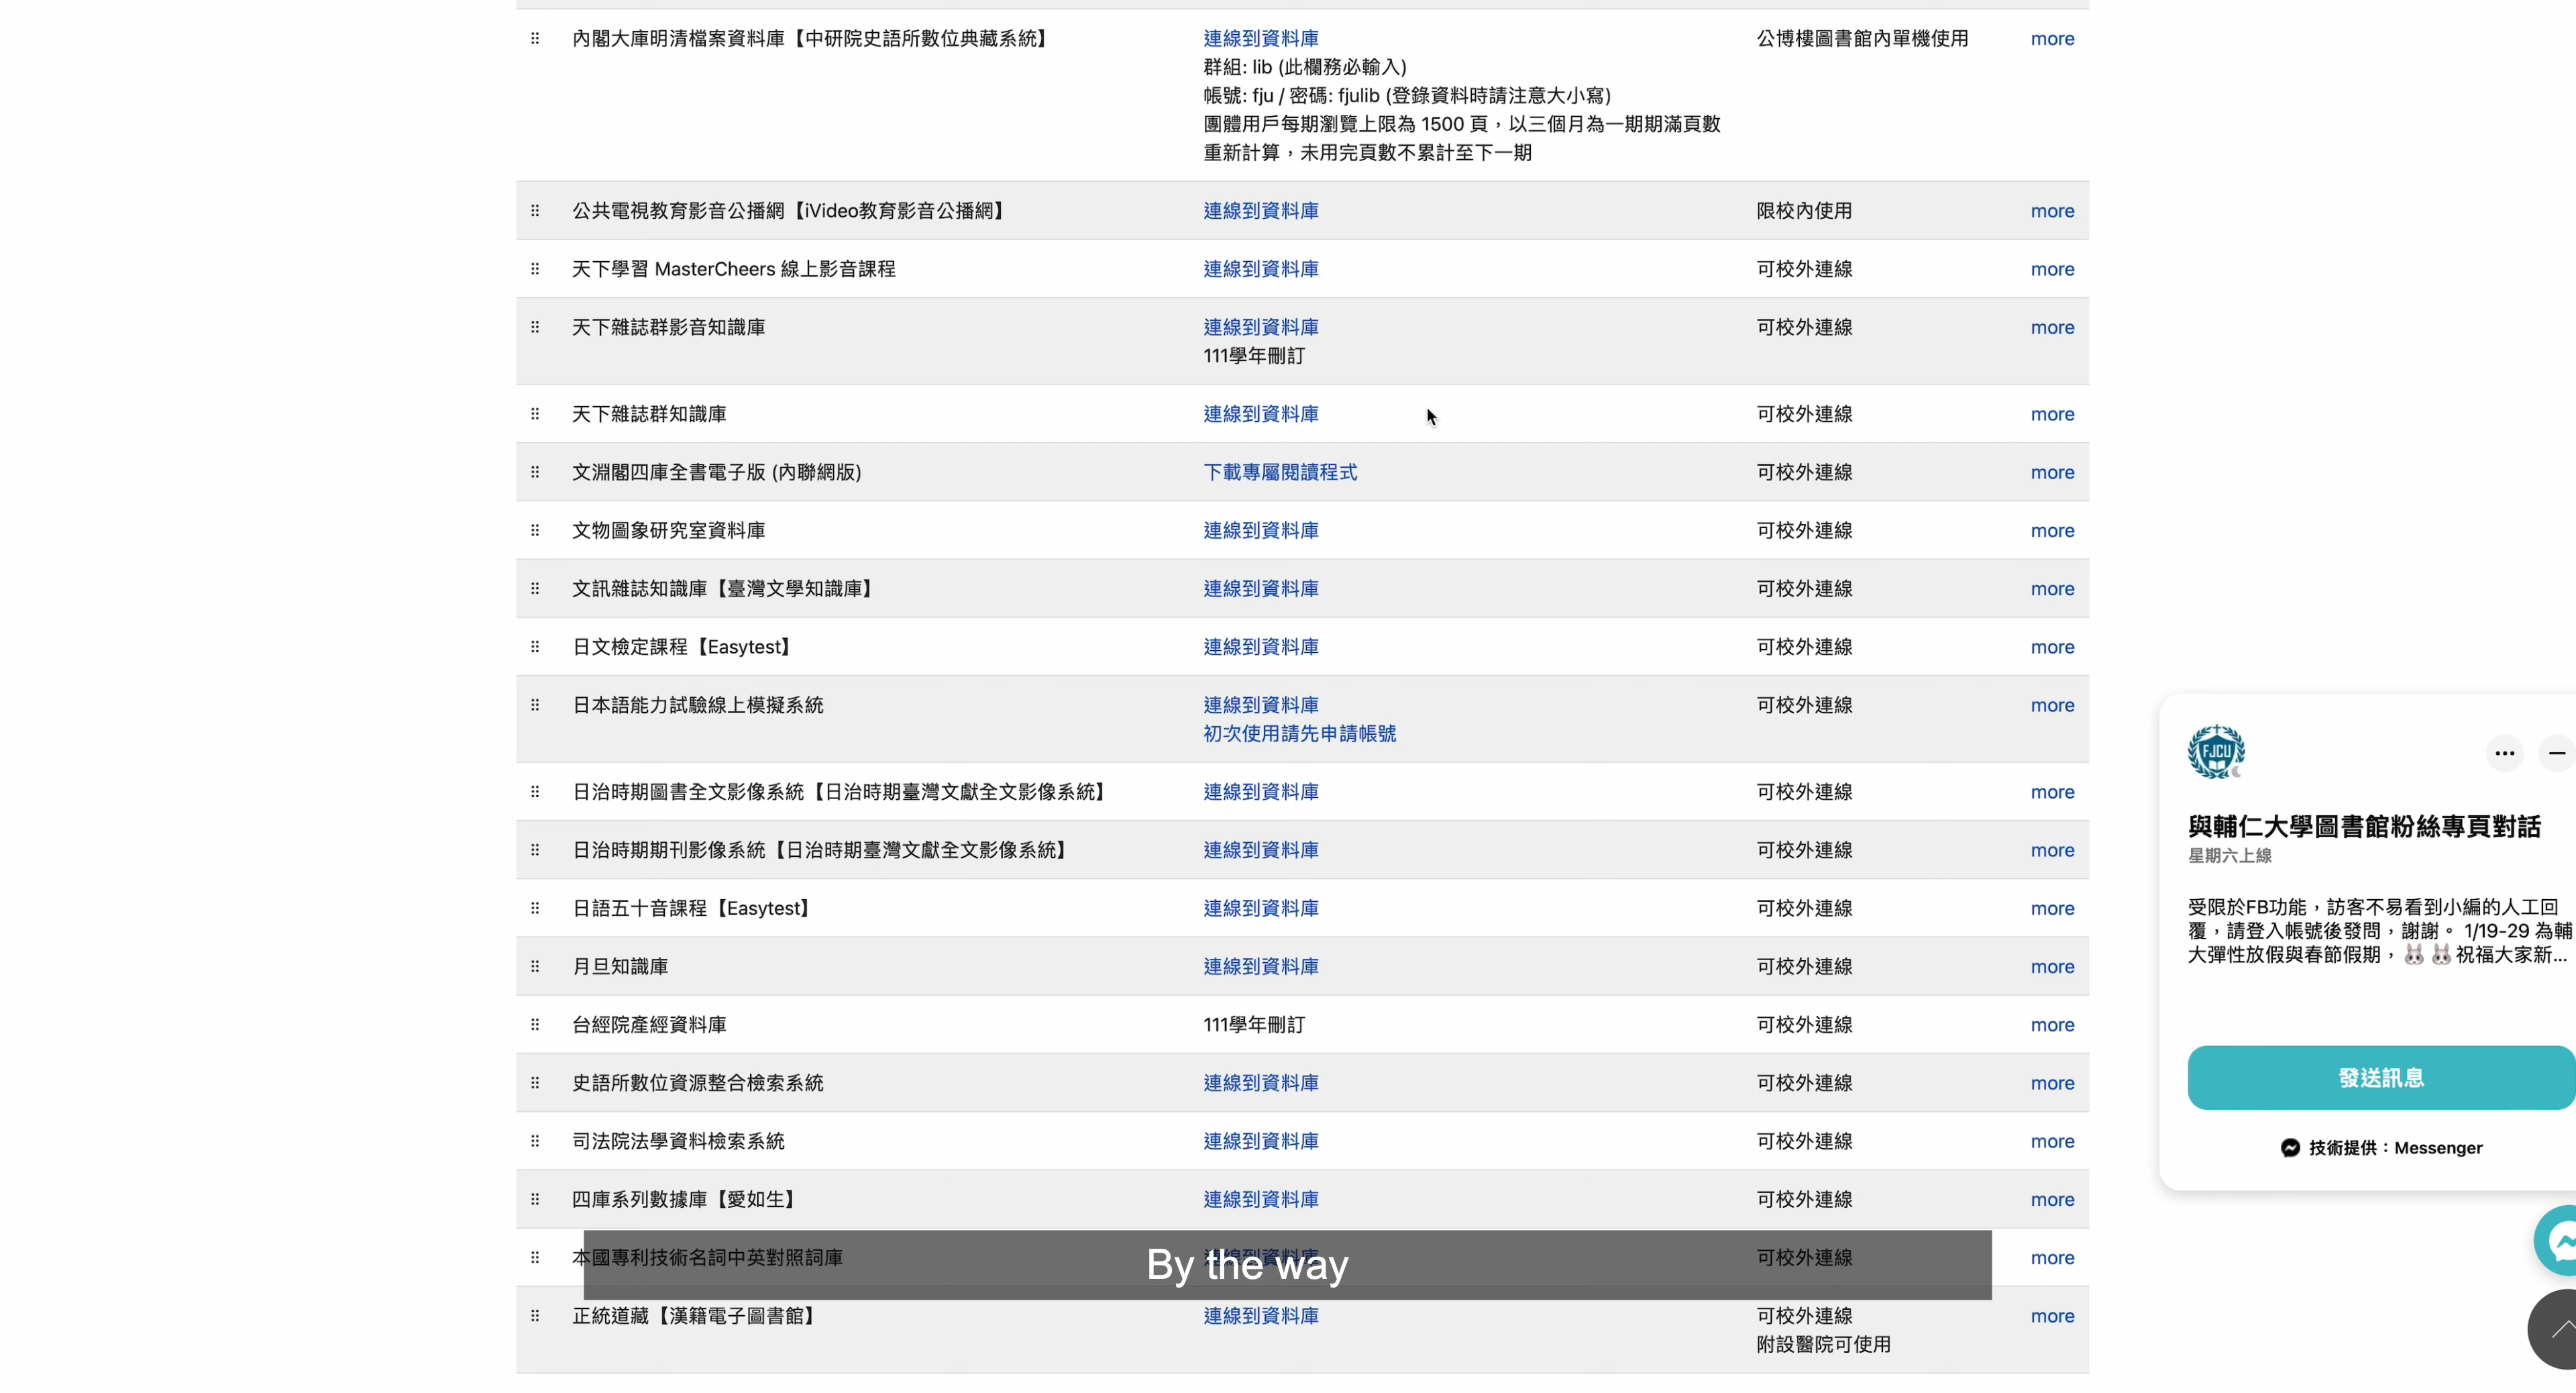 內閣大庫明清檔案資料庫【中研院史語所數位典藏系統】 連線到資料庫 公博樓圖書館內單機使用 more
群組: lib (此欄務必輸入)
帳號: fju / 密碼: fjulib (登錄資料時請注意大小寫)
團體用戶每期瀏覽上限為 1500 頁，以三個月為一期期滿頁數
重新計算，未用完頁數不累計至下一期
公共電視教育影音公播網【iVideo教育影音公播網】 連線到資料庫 限校內使用 more
天下學習 MasterCheers 線上影音課程 連線到資料庫 可校外連線 more
天下雜誌群影音知識庫 連線到資料庫 可校外連線 more
111學年刪訂
天下雜誌群知識庫 連線到資料庫 可校外連線 more
文淵閣四庫全書電子版 (內聯網版) 下載專屬閱讀程式 可校外連線 more
文物圖象研究室資料庫 連線到資料庫 可校外連線 more
文訊雜誌知識庫【臺灣文學知識庫】 連線到資料庫 可校外連線 more
日文檢定課程【Easytest】 連線到資料庫 可校外連線 more
日本語能力試驗線上模擬系統 連線到資料庫 可校外連線 more
初次使用請先申請帳號
日治時期圖書全文影像系統【日治時期臺灣文獻全文影像系統】 連線到資料庫 可校外連線 more
日治時期期刊影像系統【日治時期臺灣文獻全文影像系統】 連線到資料庫 可校外連線 more
日語五十音課程【Easytest】 連線到資料庫 可校外連線 more
月旦知識庫 連線到資料庫 可校外連線 more
台經院產經資料庫 111學年刪訂 可校外連線 more
史語所數位資源整合檢索系統 連線到資料庫 可校外連線 more
司法院法學資料檢索系統 連線到資料庫 可校外連線 more
四庫系列數據庫【愛如生】 連線到資料庫 可校外連線 more
本國專利技術名詞中英對照詞庫 連線到資料庫 可校外連線 more
By the way
正統道藏【漢籍電子圖書館】 連線到資料庫 可校外連線 more
附設醫院可使用
FJCU
與輔仁大學圖書館粉絲專頁對話
星期六上線
受限於FB功能，訪客不易看到小編的人工回
覆，請登入帳號後發問，謝謝。 1/19-29 為輔
大彈性放假與春節假期，🐰🐰祝福大家新...
發送訊息
技術提供：Messenger